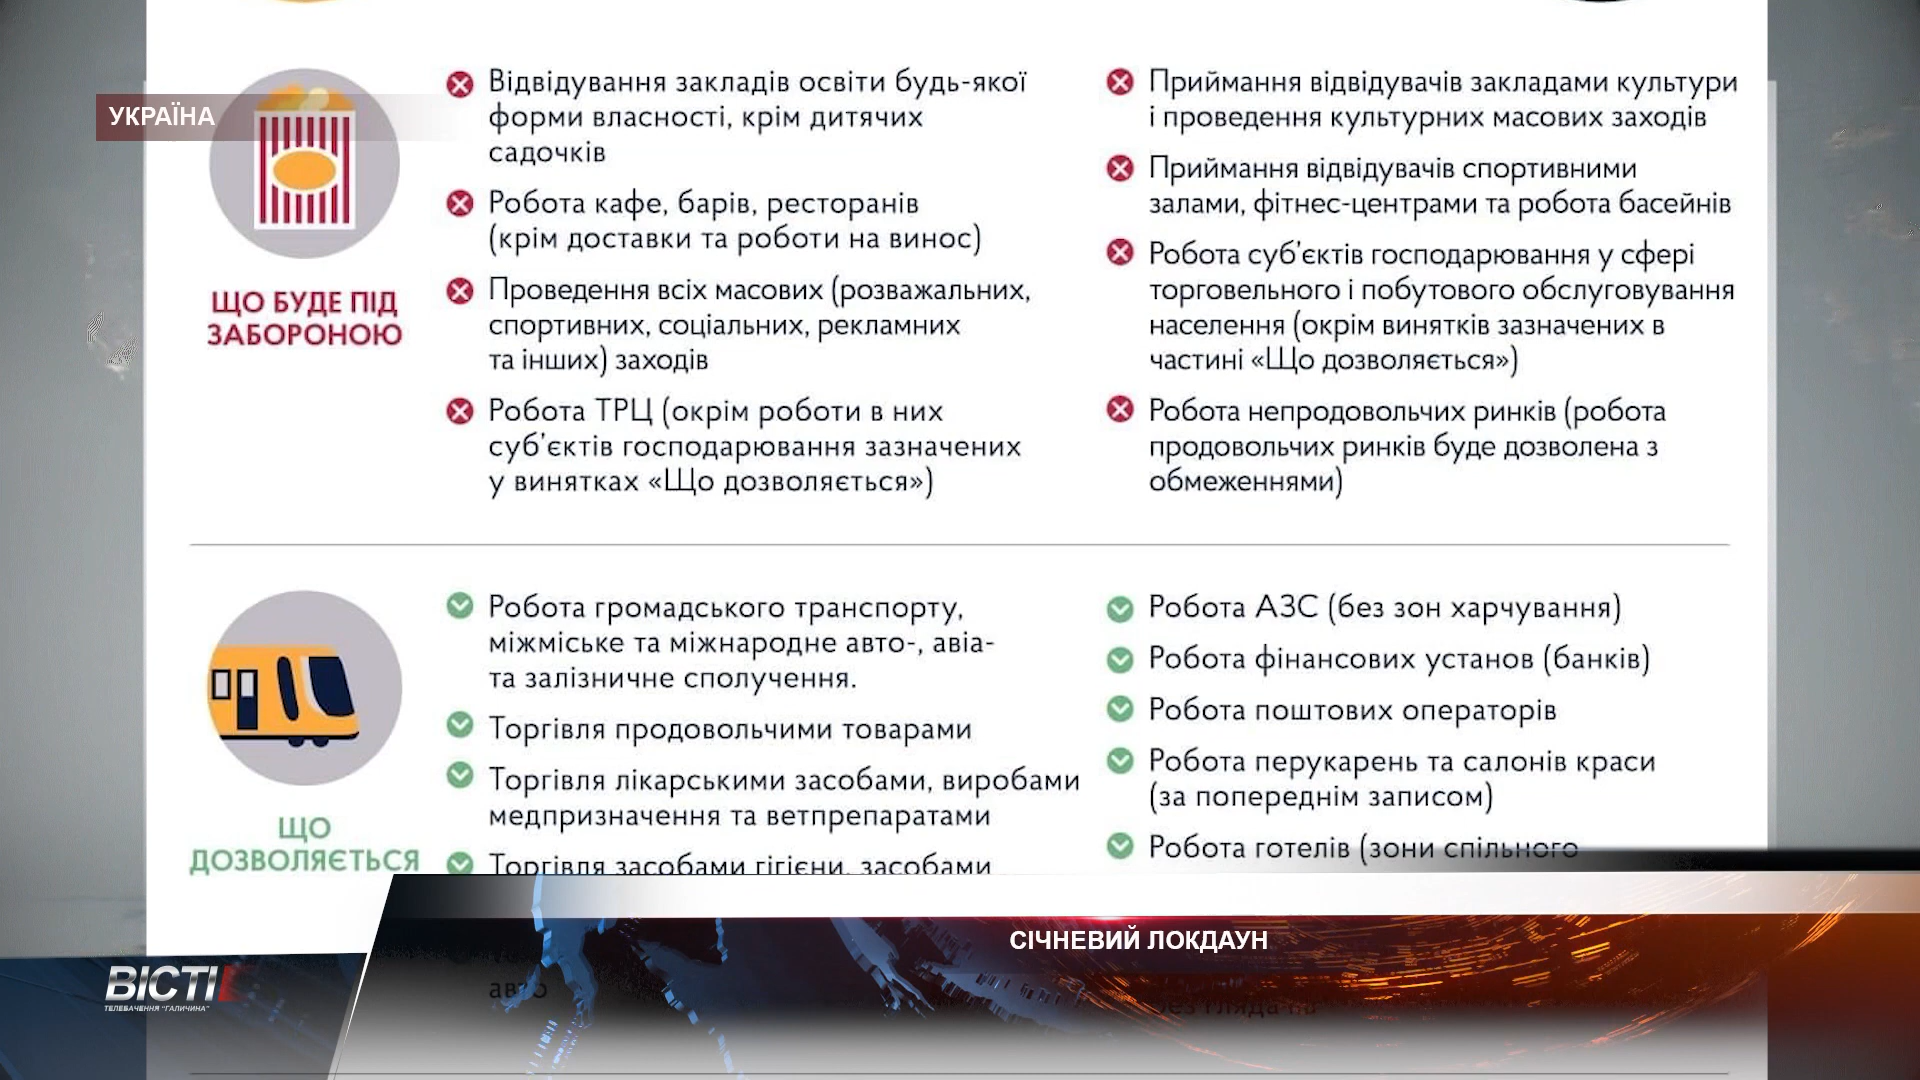 УКРАЇНА
ЩО БУДЕ ПІД
ЗАБОРОНОЮ
Відвідування закладів освіти будь-якої
форми власності, крім дитячих
садочків
Робота кафе, барів, ресторанів
(крім доставки та роботи на винос)
Проведення всіх масових (розважальних,
спортивних, соціальних, рекламних
та інших) заходів
Робота ТРЦ (окрім роботи в них
суб’єктів господарювання зазначених
у винятках «Що дозволяється»)
Приймання відвідувачів закладами культури
і проведення культурних масових заходів
Приймання відвідувачів спортивними
залами, фітнес-центрами та робота басейнів
Робота суб’єктів господарювання у сфері
торговельного і побутового обслуговування
населення (окрім винятків зазначених в
частині «Що дозволяється»)
Робота непродовольчих ринків (робота
продовольчих ринків буде дозволена з
обмеженнями)
ЩО
ДОЗВОЛЯЄТЬСЯ
Робота громадського транспорту,
міжміське та міжнародне авто-, авіа-
та залізничне сполучення.
Торгівля продовольчими товарами
Торгівля лікарськими засобами, виробами
медпризначення та ветпрепаратами
Торгівля засобами гігієни, засобами
авто
Робота АЗС (без зон харчування)
Робота фінансових установ (банків)
Робота поштових операторів
Робота перукарень та салонів краси
(за попереднім записом)
Робота готелів (зони спільного
СІЧНЕВИЙ ЛОКДАУН
ВІСТІ
ТЕЛЕБАЧЕННЯ "ГАЛИЧИНА"